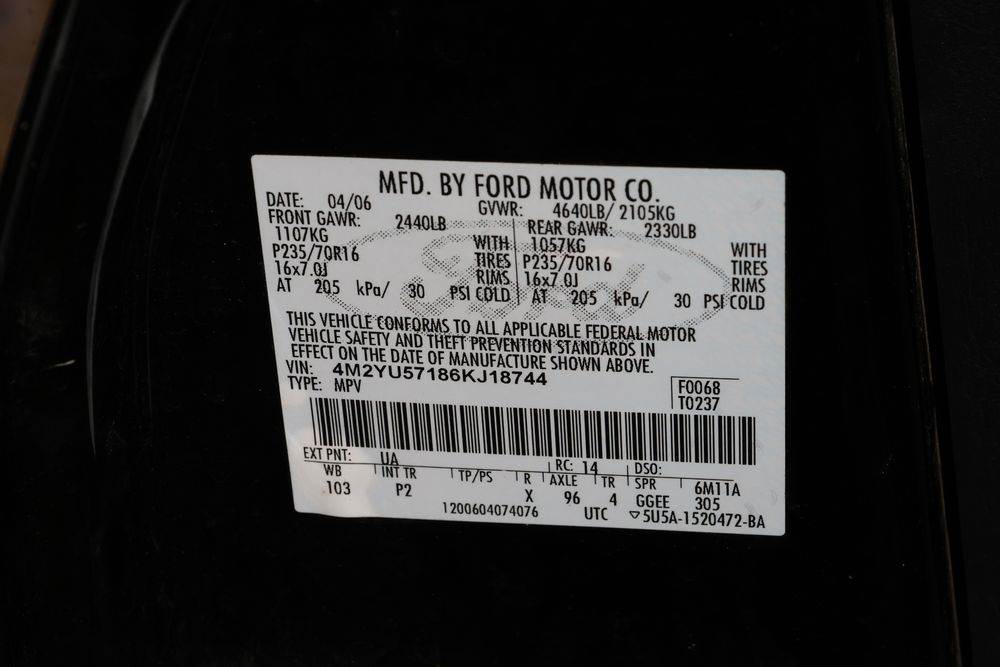 MFD. BY FORD MOTOR CO.
DATE: 04/06 GVWR: 4640LB/ 2105KG
FRONT GAWR: 2440LB REAR GAWR: 2330LB
1107KG WITH 1057KG WITH
P235/70R16 TIRES P235/70R16 TIRES
16x7.0J RIMS 16x7.0J RIMS
AT 205 kPa/ 30 PSI COLD AT 205 kPa/ 30 PSI COLD
Ford
THIS VEHICLE CONFORMS TO ALL APPLICABLE FEDERAL MOTOR
VEHICLE SAFETY AND THEFT PREVENTION STANDARDS IN
EFFECT ON THE DATE OF MANUFACTURE SHOWN ABOVE.
VIN: 4M2YU57186KJ18744 F0068
TYPE: MPV T0237
EXT PNT: UA RC: 14 DSO:
WB INT TR TP/PS R AXLE TR SPR 6M11A
103 P2 X 96 4 GGEE 305
1200604074076 UTC ▽5U5A-1520472-BA